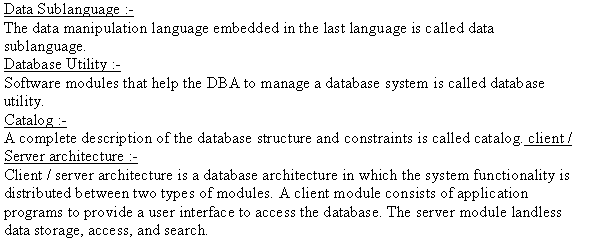 Data Sublanguage :-
The data manipulation language embedded in the last language is called data
sublanguage.
Database Utility :-
Software modules that help the DBA to manage a database system is called database
utility.
Catalog :-
A complete description of the database structure and constraints is called catalog. client /
Server architecture :-
Client / server architecture is a database architecture in which the system functionality is
distributed between two types of modules. A client module consists of application
programs to provide a user interface to access the database. The server module landless
data storage, access, and search.